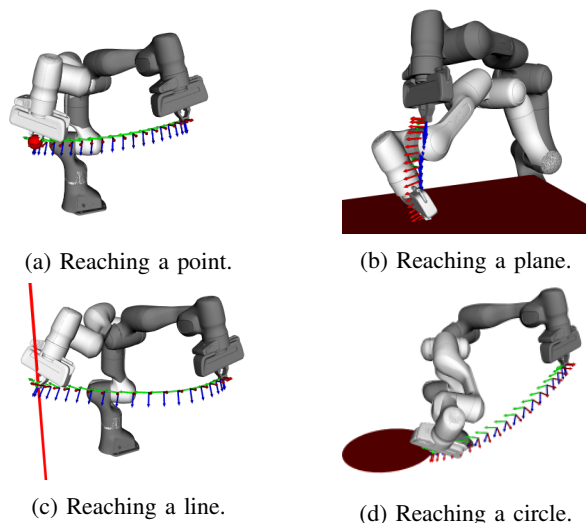 (a) Reaching a point.
(b) Reaching a plane.
(c) Reaching a line.
(d) Reaching a circle.